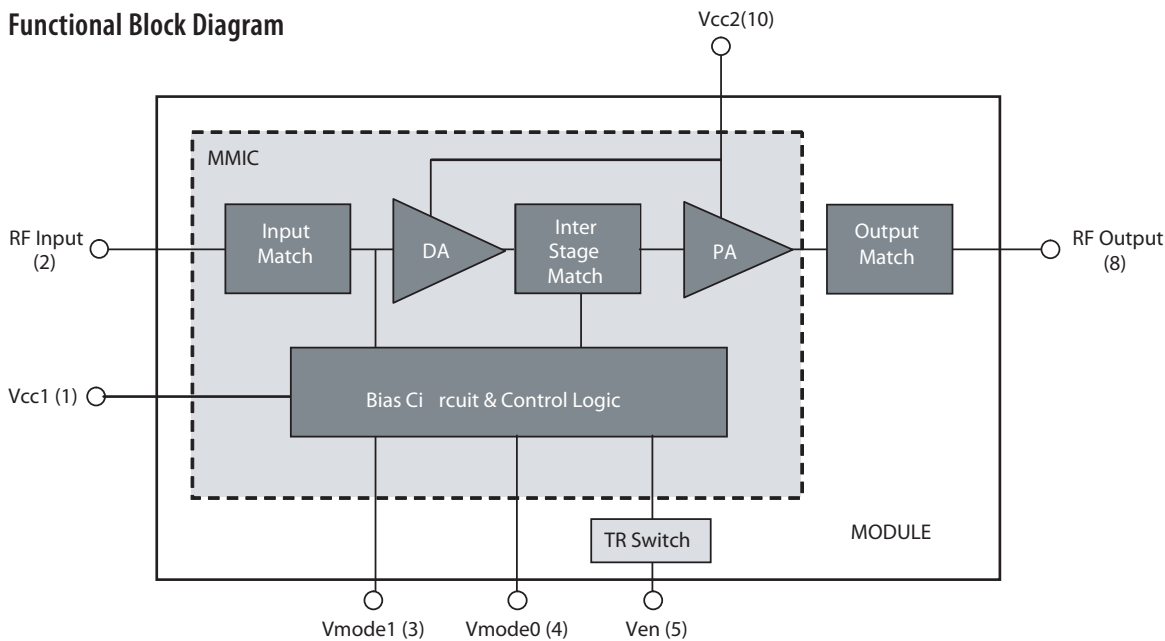 Functional Block Diagram
Vcc2(10)
MMIC
RF Input
(2)
Input
Match
DA
Inter
Stage
Match
PA
Output
Match
RF Output
(8)
Vcc1 (1)
Bias Ci rcuit & Control Logic
TR Switch
MODULE
Vmode1 (3)
Vmode0 (4)
Ven (5)